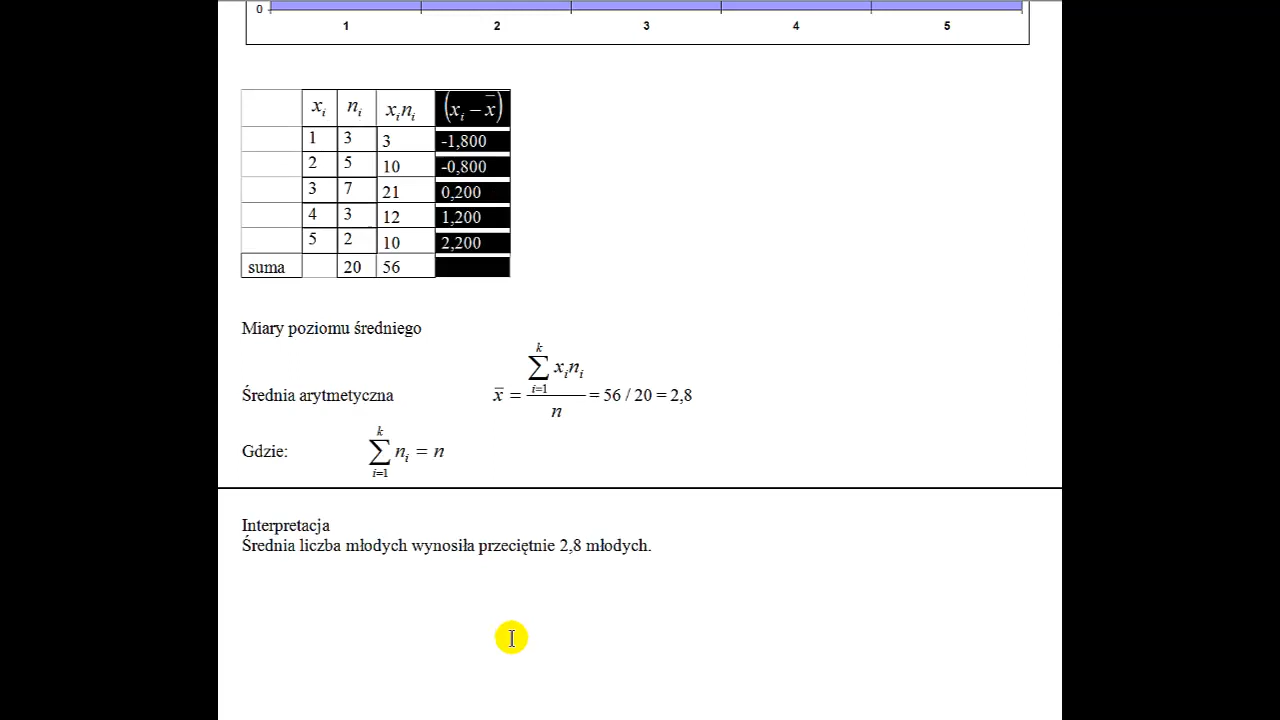 0
1 2 3 4 5
xᵢ nᵢ xᵢnᵢ (xᵢ − x̄)
1 3 3 -1,800
2 5 10 -0,800
3 7 21 0,200
4 3 12 1,200
5 2 10 2,200
suma 20 56
Miary poziomu średniego
Średnia arytmetyczna x̄ = ∑ᵢ₌₁ᵏ xᵢnᵢ / n = 56 / 20 = 2,8
Gdzie: ∑ᵢ₌₁ᵏ nᵢ = n
Interpretacja
Średnia liczba młodych wynosiła przeciętnie 2,8 młodych.